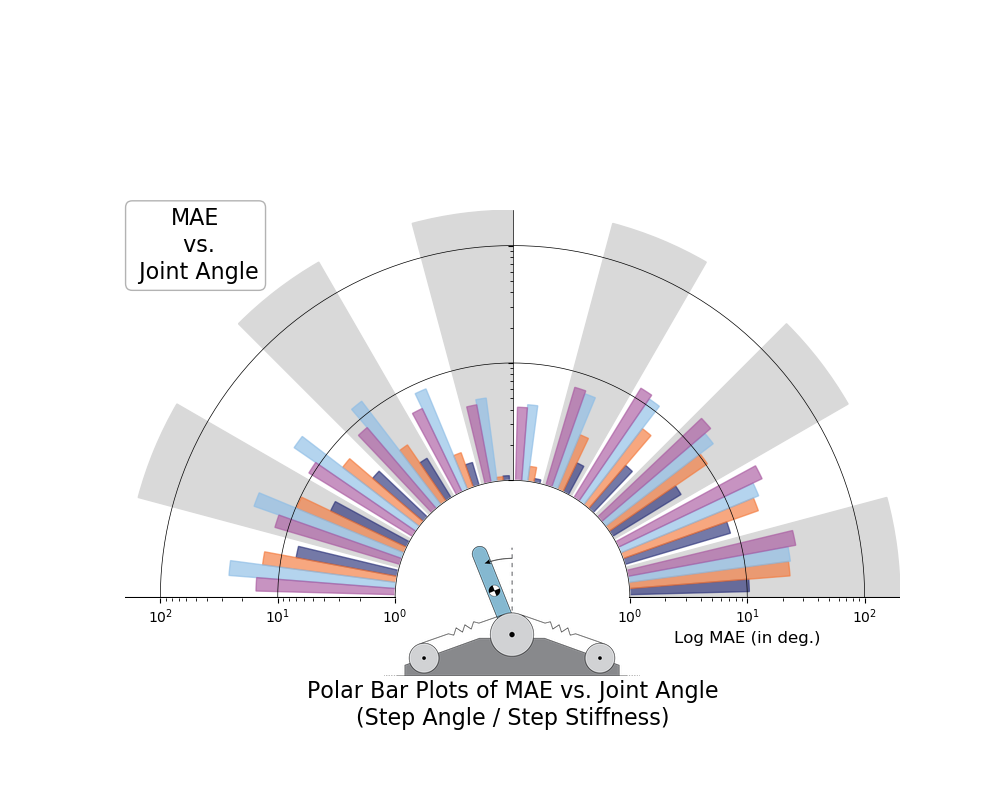 MAE
vs.
Joint Angle
10² 10¹ 10⁰ 10⁰ 10¹ 10²
Log MAE (in deg.)
Polar Bar Plots of MAE vs. Joint Angle
(Step Angle / Step Stiffness)